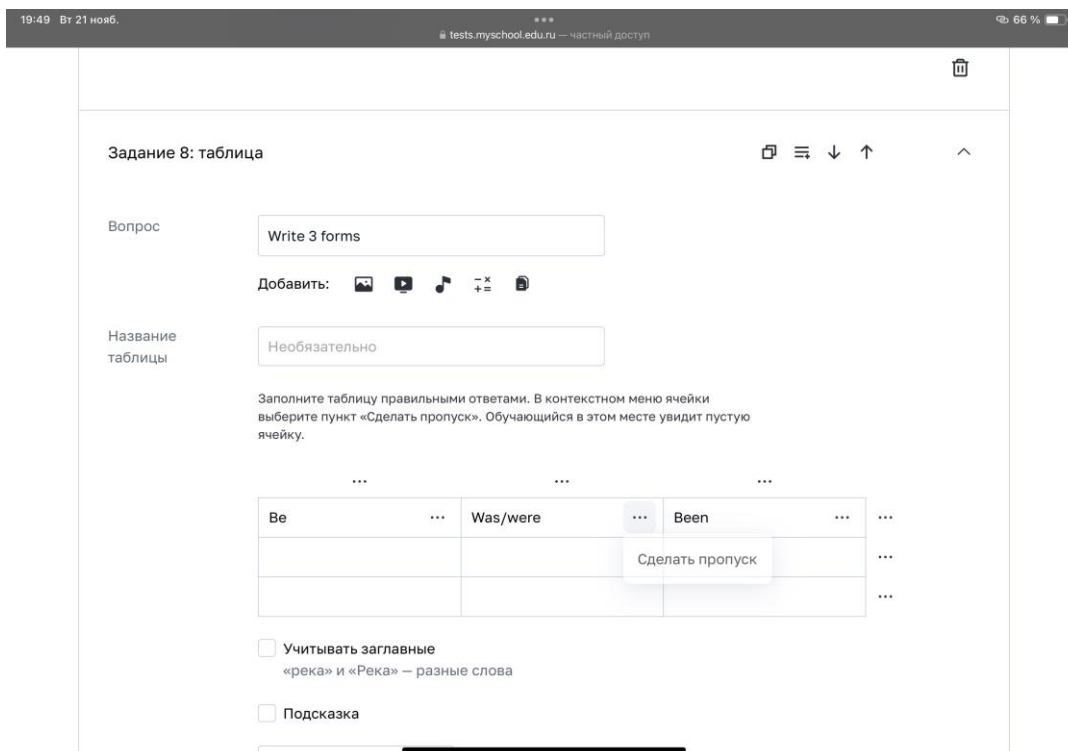 19:49 Вт 21 нояб.
66 %
tests.myschool.edu.ru — частный доступ
Задание 8: таблица
Вопрос
Write 3 forms
Добавить:
Название
таблицы
Необязательно
Заполните таблицу правильными ответами. В контекстном меню ячейки
выберите пункт «Сделать пропуск». Обучающийся в этом месте увидит пустую
ячейку.
Be
Was/were
Been
Сделать пропуск
Учитывать заглавные
«река» и «Река» — разные слова
Подсказка